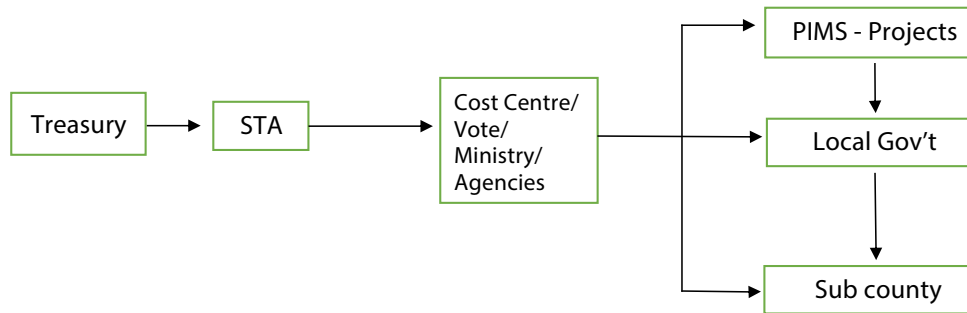 Treasury
STA
Cost Centre/
Vote/
Ministry/
Agencies
PIMS - Projects
Local Gov’t
Sub county